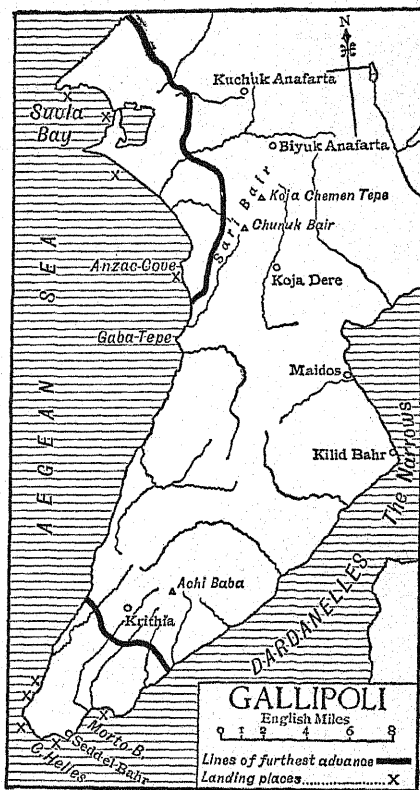 N
Kuchuk Anafarta
Suvla
Bay
Biyuk Anafarta
Koja Chemen Tepe
Sari Bair
Chunuk Bair
Anzac-Cove
Koja Dere
Gaba-Tepe
AEGEAN SEA
Maidos
Kilid Bahr
The Narrows
Achi Baba
Krithia
DARDANELLES
Morto B.
Seddel-Bahr
C. Helles
GALLIPOLI
English Miles
0 1 2 4 6 8
Lines of furthest advance
Landing places............X